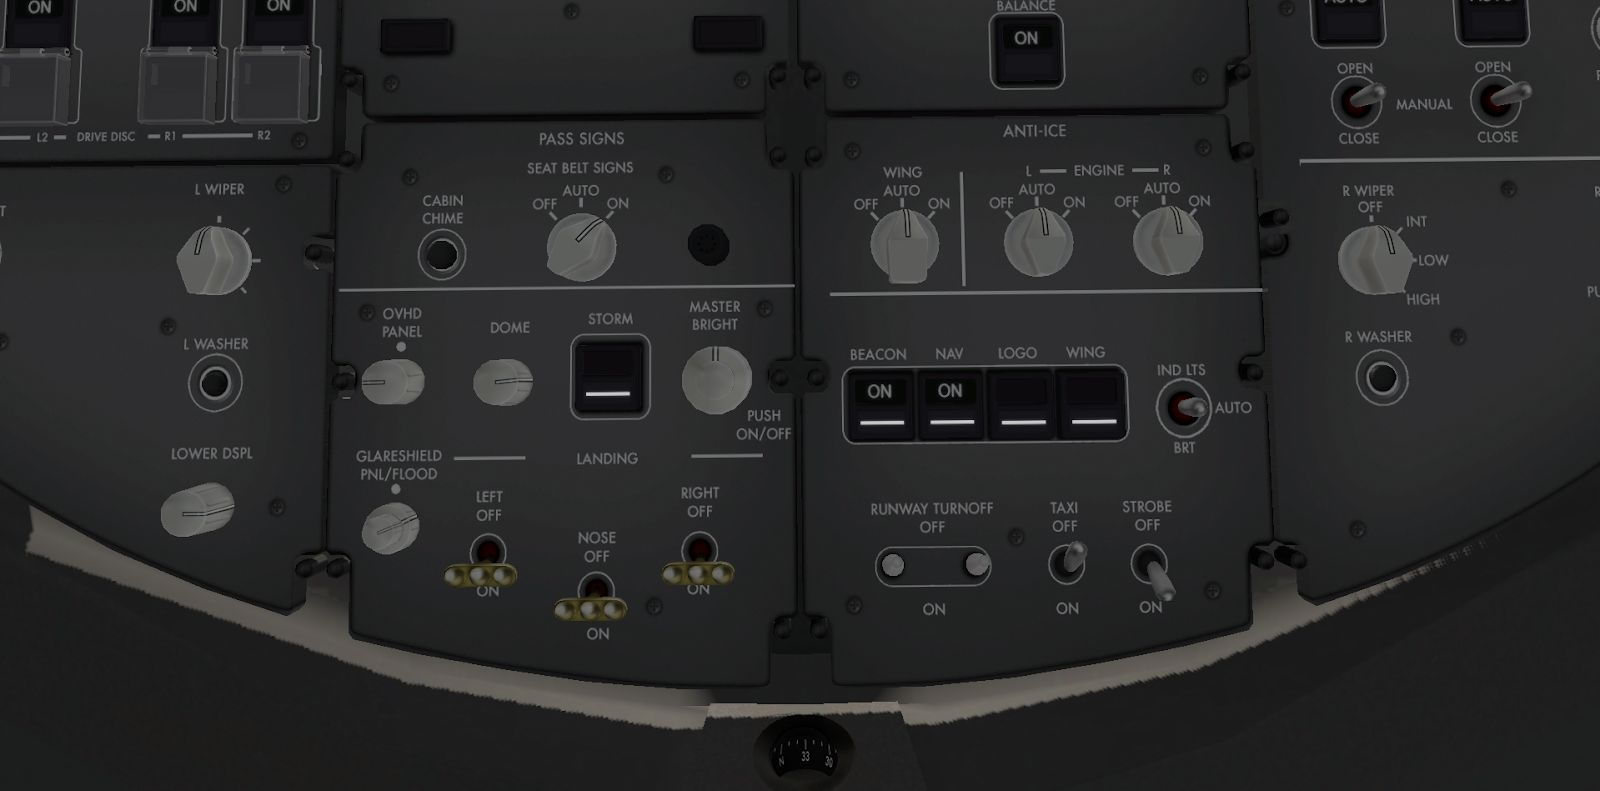 ON
ON
ON
L2
DRIVE DISC
R1
R2
BALANCE
ON
OPEN
OPEN
MANUAL
CLOSE
CLOSE
L WIPER
PASS SIGNS
SEAT BELT SIGNS
CABIN
CHIME
AUTO
OFF
ON
ANTI-ICE
WING
AUTO
OFF
ON
L
ENGINE
R
AUTO
OFF
ON
AUTO
OFF
ON
R WIPER
OFF
INT
LOW
HIGH
L WASHER
OVHD
PANEL
DOME
STORM
MASTER
BRIGHT
PUSH
ON/OFF
BEACON
NAV
LOGO
WING
ON
ON
IND LTS
AUTO
BRT
R WASHER
LOWER DSPL
GLARESHIELD
PNL/FLOOD
LANDING
LEFT
OFF
ON
NOSE
OFF
ON
RIGHT
OFF
ON
RUNWAY TURNOFF
OFF
ON
TAXI
OFF
ON
STROBE
OFF
ON
N
33
30